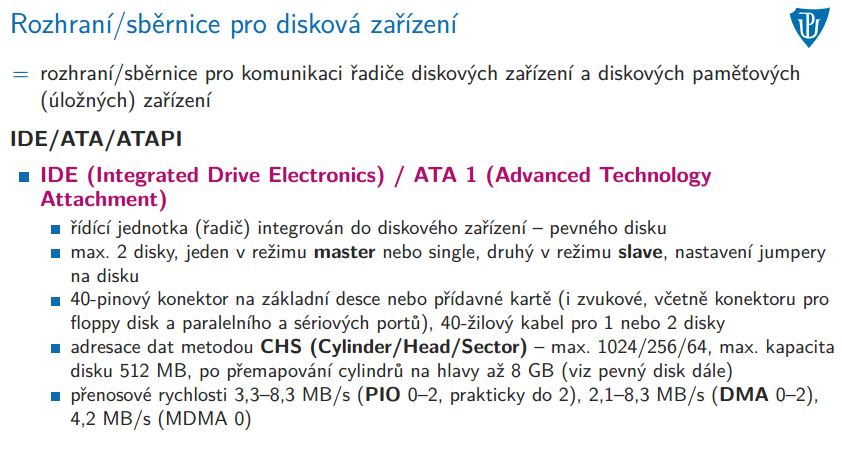 Rozhraní/sběrnice pro disková zařízení
= rozhraní/sběrnice pro komunikaci řadiče diskových zařízení a diskových paměťových
(úložných) zařízení
IDE/ATA/ATAPI
IDE (Integrated Drive Electronics) / ATA 1 (Advanced Technology
Attachment)
řídící jednotka (řadič) integrován do diskového zařízení – pevného disku
max. 2 disky, jeden v režimu master nebo single, druhý v režimu slave, nastavení jumpery
na disku
40-pinový konektor na základní desce nebo přídavné kartě (i zvukové, včetně konektoru pro
floppy disk a paralelního a sériových portů), 40-žilový kabel pro 1 nebo 2 disky
adresace dat metodou CHS (Cylinder/Head/Sector) – max. 1024/256/64, max. kapacita
disku 512 MB, po přemapování cylindrů na hlavy až 8 GB (viz pevný disk dále)
přenosové rychlosti 3,3–8,3 MB/s (PIO 0–2, prakticky do 2), 2,1–8,3 MB/s (DMA 0–2),
4,2 MB/s (MDMA 0)